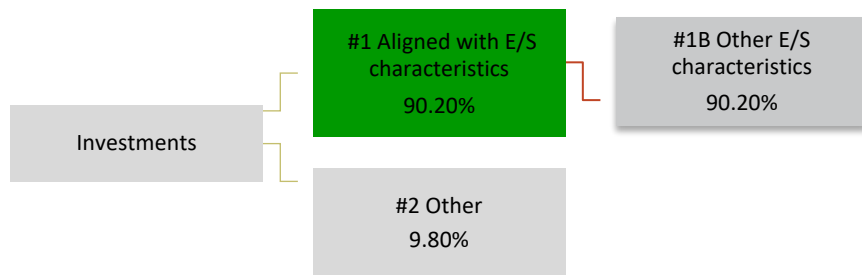 Investments
#1 Aligned with E/S
characteristics
90.20%
#1B Other E/S
characteristics
90.20%
#2 Other
9.80%